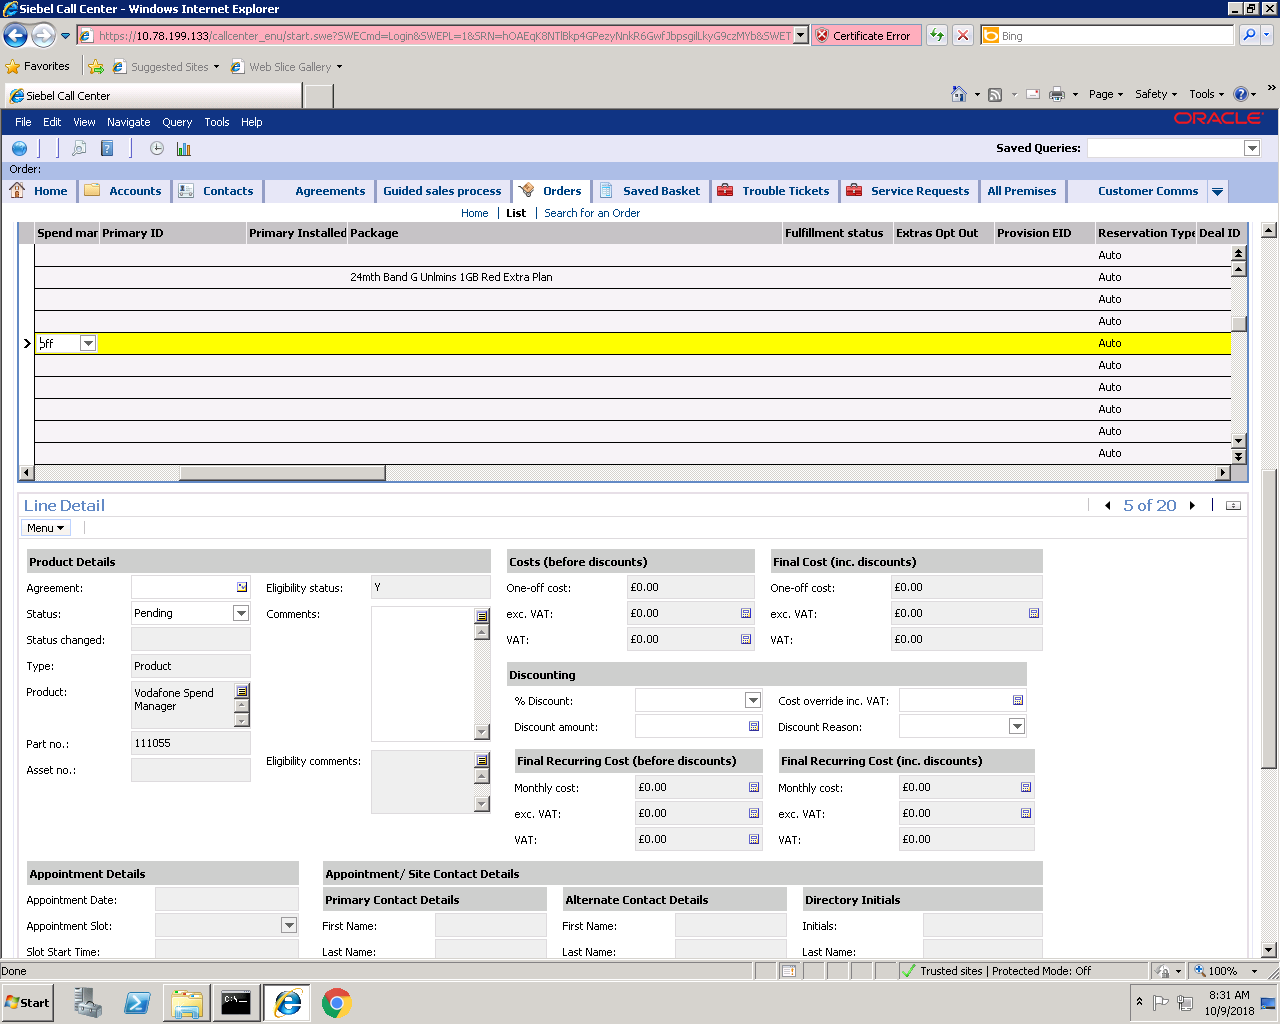 Siebel Call Center - Windows Internet Explorer
https://10.78.199.133/callcenter_enu/start.swe?SWECmd=Login&SWEPL=1&SRN=hOAEqK8NTlBkp4GPezyNnkR6GwfJbpsgilLkyG9czMYb&SWET
Certificate Error
Bing
Favorites Suggested Sites Web Slice Gallery
Siebel Call Center
Page Safety Tools
File Edit View Navigate Query Tools Help
ORACLE
Saved Queries:
Order:
Home Accounts Contacts Agreements Guided sales process Orders Saved Basket Trouble Tickets Service Requests All Premises Customer Comms
Home List Search for an Order
Spend mar Primary ID Primary Installed Package Fulfillment status Extras Opt Out Provision EID Reservation Type Deal ID
Auto
24mth Band G Unlmins 1GB Red Extra Plan Auto
Auto
Auto
off Auto
Auto
Auto
Auto
Auto
Auto
Line Detail 5 of 20
Menu
Product Details Costs (before discounts) Final Cost (inc. discounts)
Agreement: Eligibility status: Y One-off cost: £0.00 One-off cost: £0.00
Status: Pending Comments: exc. VAT: £0.00 exc. VAT: £0.00
Status changed: VAT: £0.00 VAT: £0.00
Type: Product
Discounting
Product: Vodafone Spend Manager
% Discount: Cost override inc. VAT:
Discount amount: Discount Reason:
Part no.: 111055
Asset no.: Eligibility comments:
Final Recurring Cost (before discounts) Final Recurring Cost (inc. discounts)
Monthly cost: £0.00 Monthly cost: £0.00
exc. VAT: £0.00 exc. VAT: £0.00
VAT: £0.00 VAT: £0.00
Appointment Details Appointment/ Site Contact Details
Appointment Date: Primary Contact Details Alternate Contact Details Directory Initials
Appointment Slot: First Name: First Name: Initials:
Slot Start Time: Last Name: Last Name: Last Name:
Done Trusted sites | Protected Mode: Off 100%
Start 8:31 AM
10/9/2018